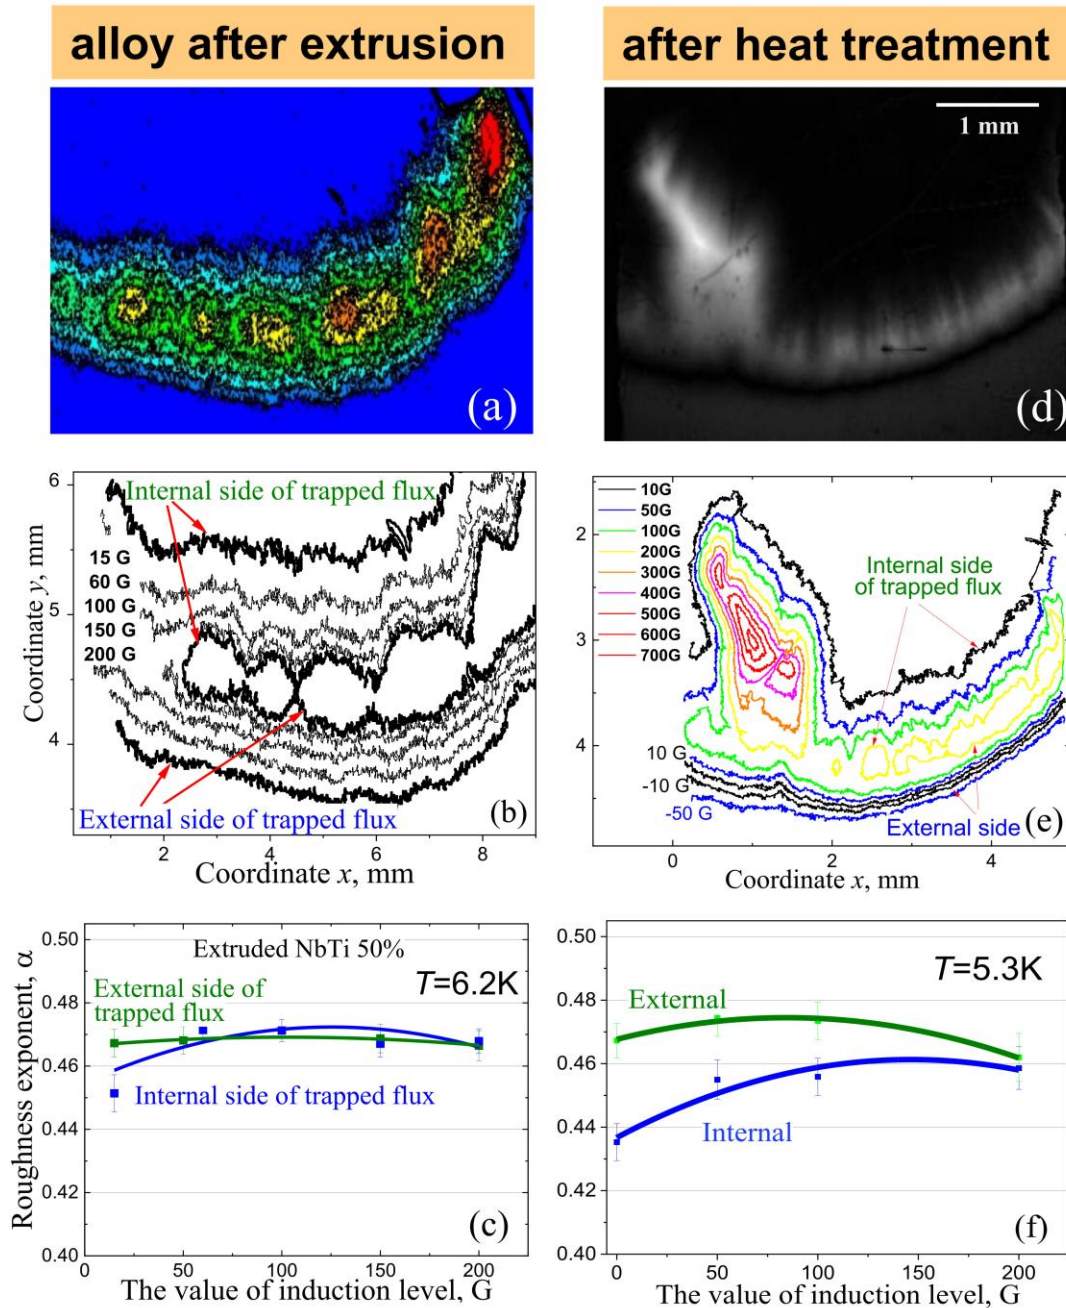 alloy after extrusion
after heat treatment
(a)
1 mm
(d)
6
5
4
Coordinate y, mm
Internal side of trapped flux
15 G
60 G
100 G
150 G
200 G
External side of trapped flux
(b)
2
4
6
8
Coordinate x, mm
2
3
4
10G
50G
100G
200G
300G
400G
500G
600G
700G
Internal side
of trapped flux
10 G
-10 G
-50 G
External side
(e)
0
2
4
Coordinate x, mm
Roughness exponent, α
0.50
0.48
0.46
0.44
0.42
0.40
Extruded NbTi 50%
T=6.2K
External side of
trapped flux
Internal side of trapped flux
(c)
0
50
100
150
200
The value of induction level, G
0.50
0.48
0.46
0.44
0.42
0.40
T=5.3K
External
Internal
(f)
0
50
100
150
200
The value of induction level, G